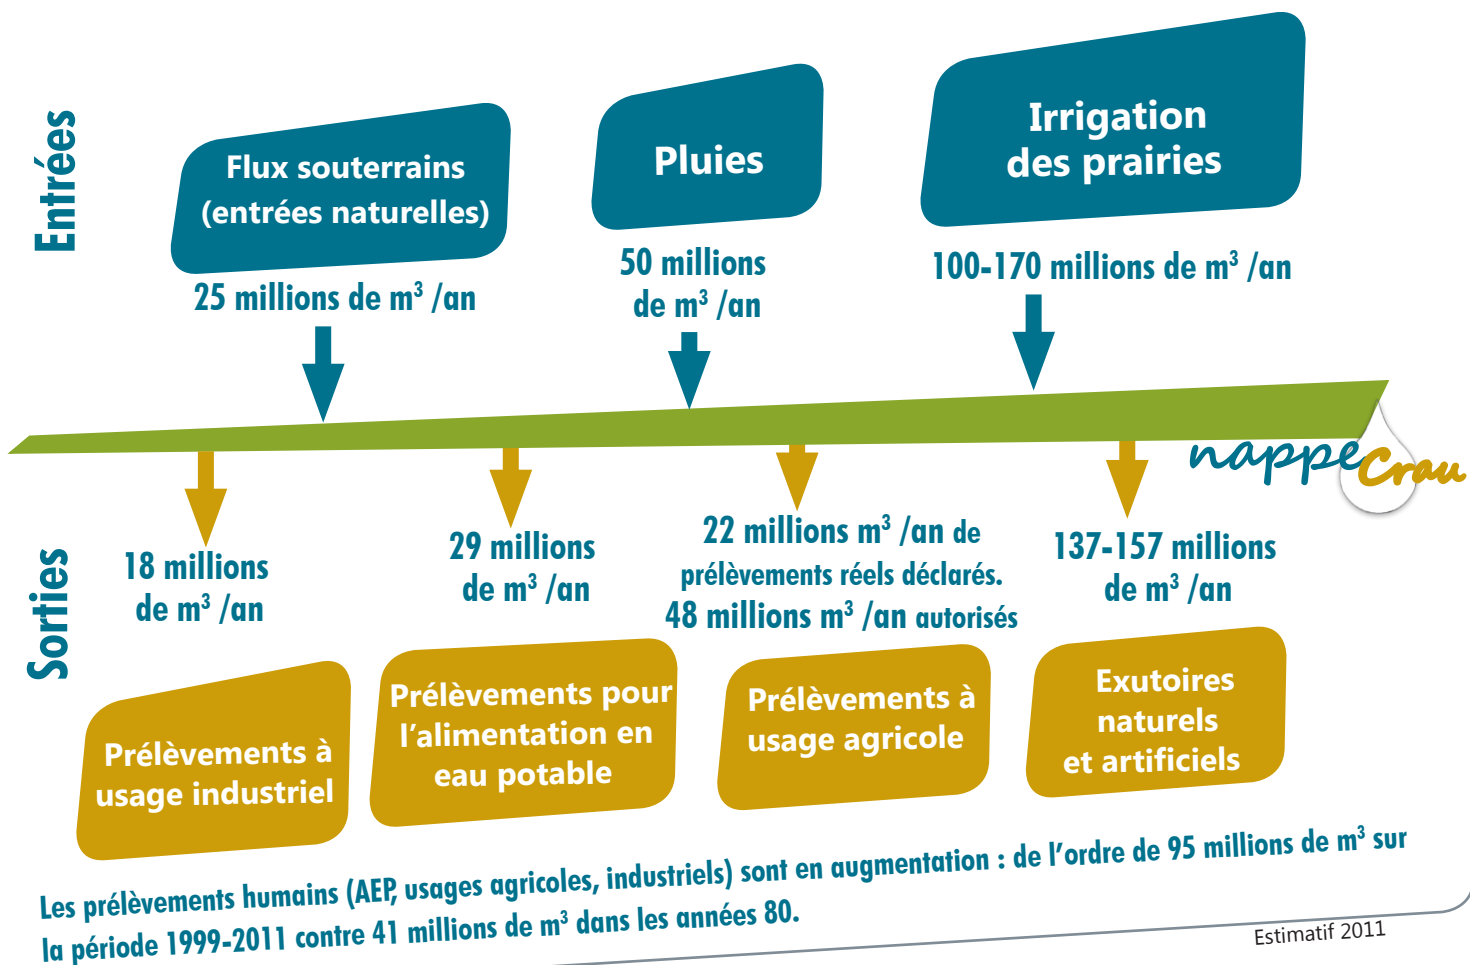 Entrées
Flux souterrains
(entrées naturelles)
25 millions de m³ /an
Pluies
50 millions
de m³ /an
Irrigation
des prairies
100-170 millions de m³ /an
nappe Crau
Sorties
18 millions
de m³ /an
Prélèvements à
usage industriel
29 millions
de m³ /an
Prélèvements pour
l'alimentation en
eau potable
22 millions m³ /an de
prélèvements réels déclarés.
48 millions m³ /an autorisés
Prélèvements à
usage agricole
137-157 millions
de m³ /an
Exutoires
naturels
et artificiels
Les prélèvements humains (AEP, usages agricoles, industriels) sont en augmentation : de l'ordre de 95 millions de m³ sur
la période 1999-2011 contre 41 millions de m³ dans les années 80.
Estimatif 2011